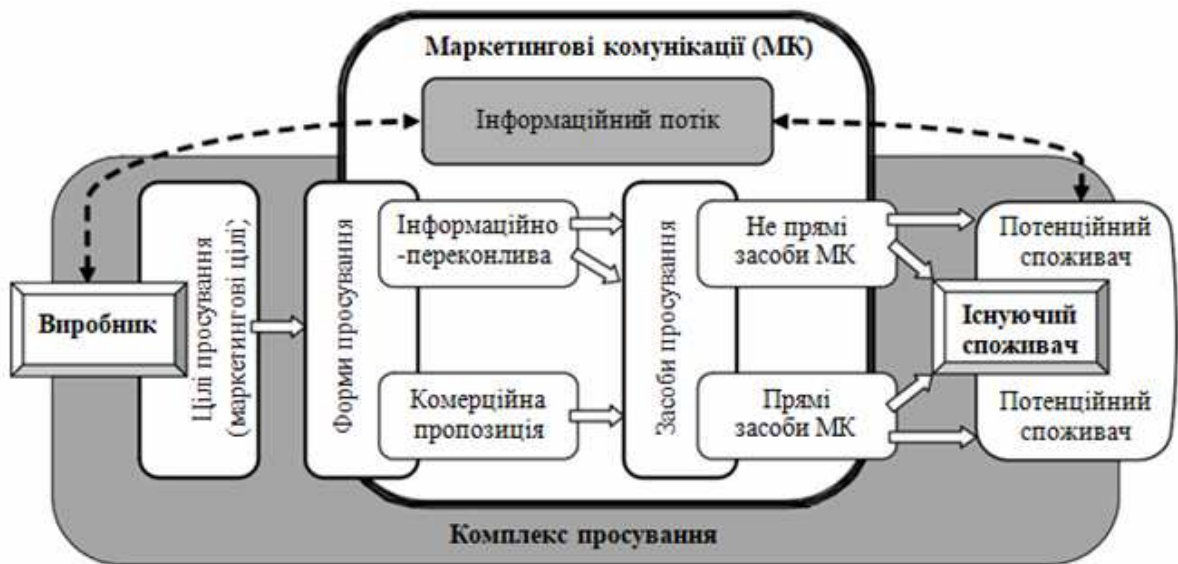 Маркетингові комунікації (МК)
Інформаційний потік
Виробник
Цілі просування
(маркетингові цілі)
Форми просування
Інформаційно
-переконлива
Комерційна
пропозиція
Засоби просування
Не прямі
засоби МК
Прямі
засоби МК
Потенційний
споживач
Існуючий
споживач
Потенційний
споживач
Комплекс просування